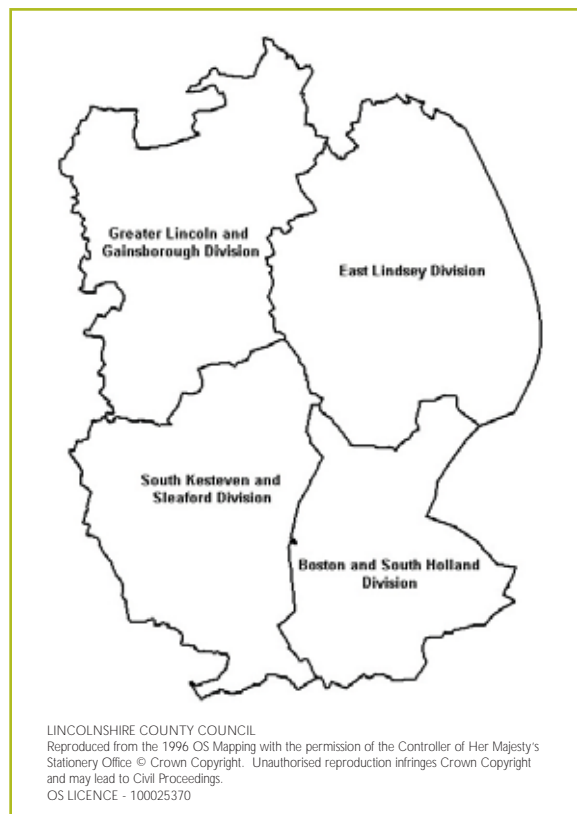 Greater Lincoln and
Gainsborough Division
East Lindsey Division
South Kesteven and
Sleaford Division
Boston and South Holland
Division
LINCOLNSHIRE COUNTY COUNCIL
Reproduced from the 1996 OS Mapping with the permission of the Controller of Her Majesty's
Stationery Office © Crown Copyright. Unauthorised reproduction infringes Crown Copyright
and may lead to Civil Proceedings.
OS LICENCE - 100025370